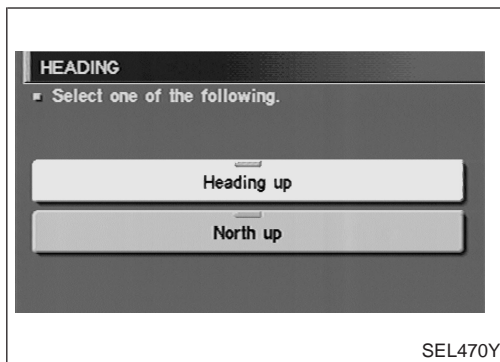 HEADING
Select one of the following.
Heading up
North up
SEL470Y